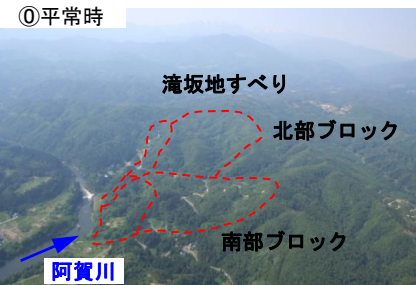 ⓪平常時
滝坂地すべり
北部ブロック
南部ブロック
阿賀川